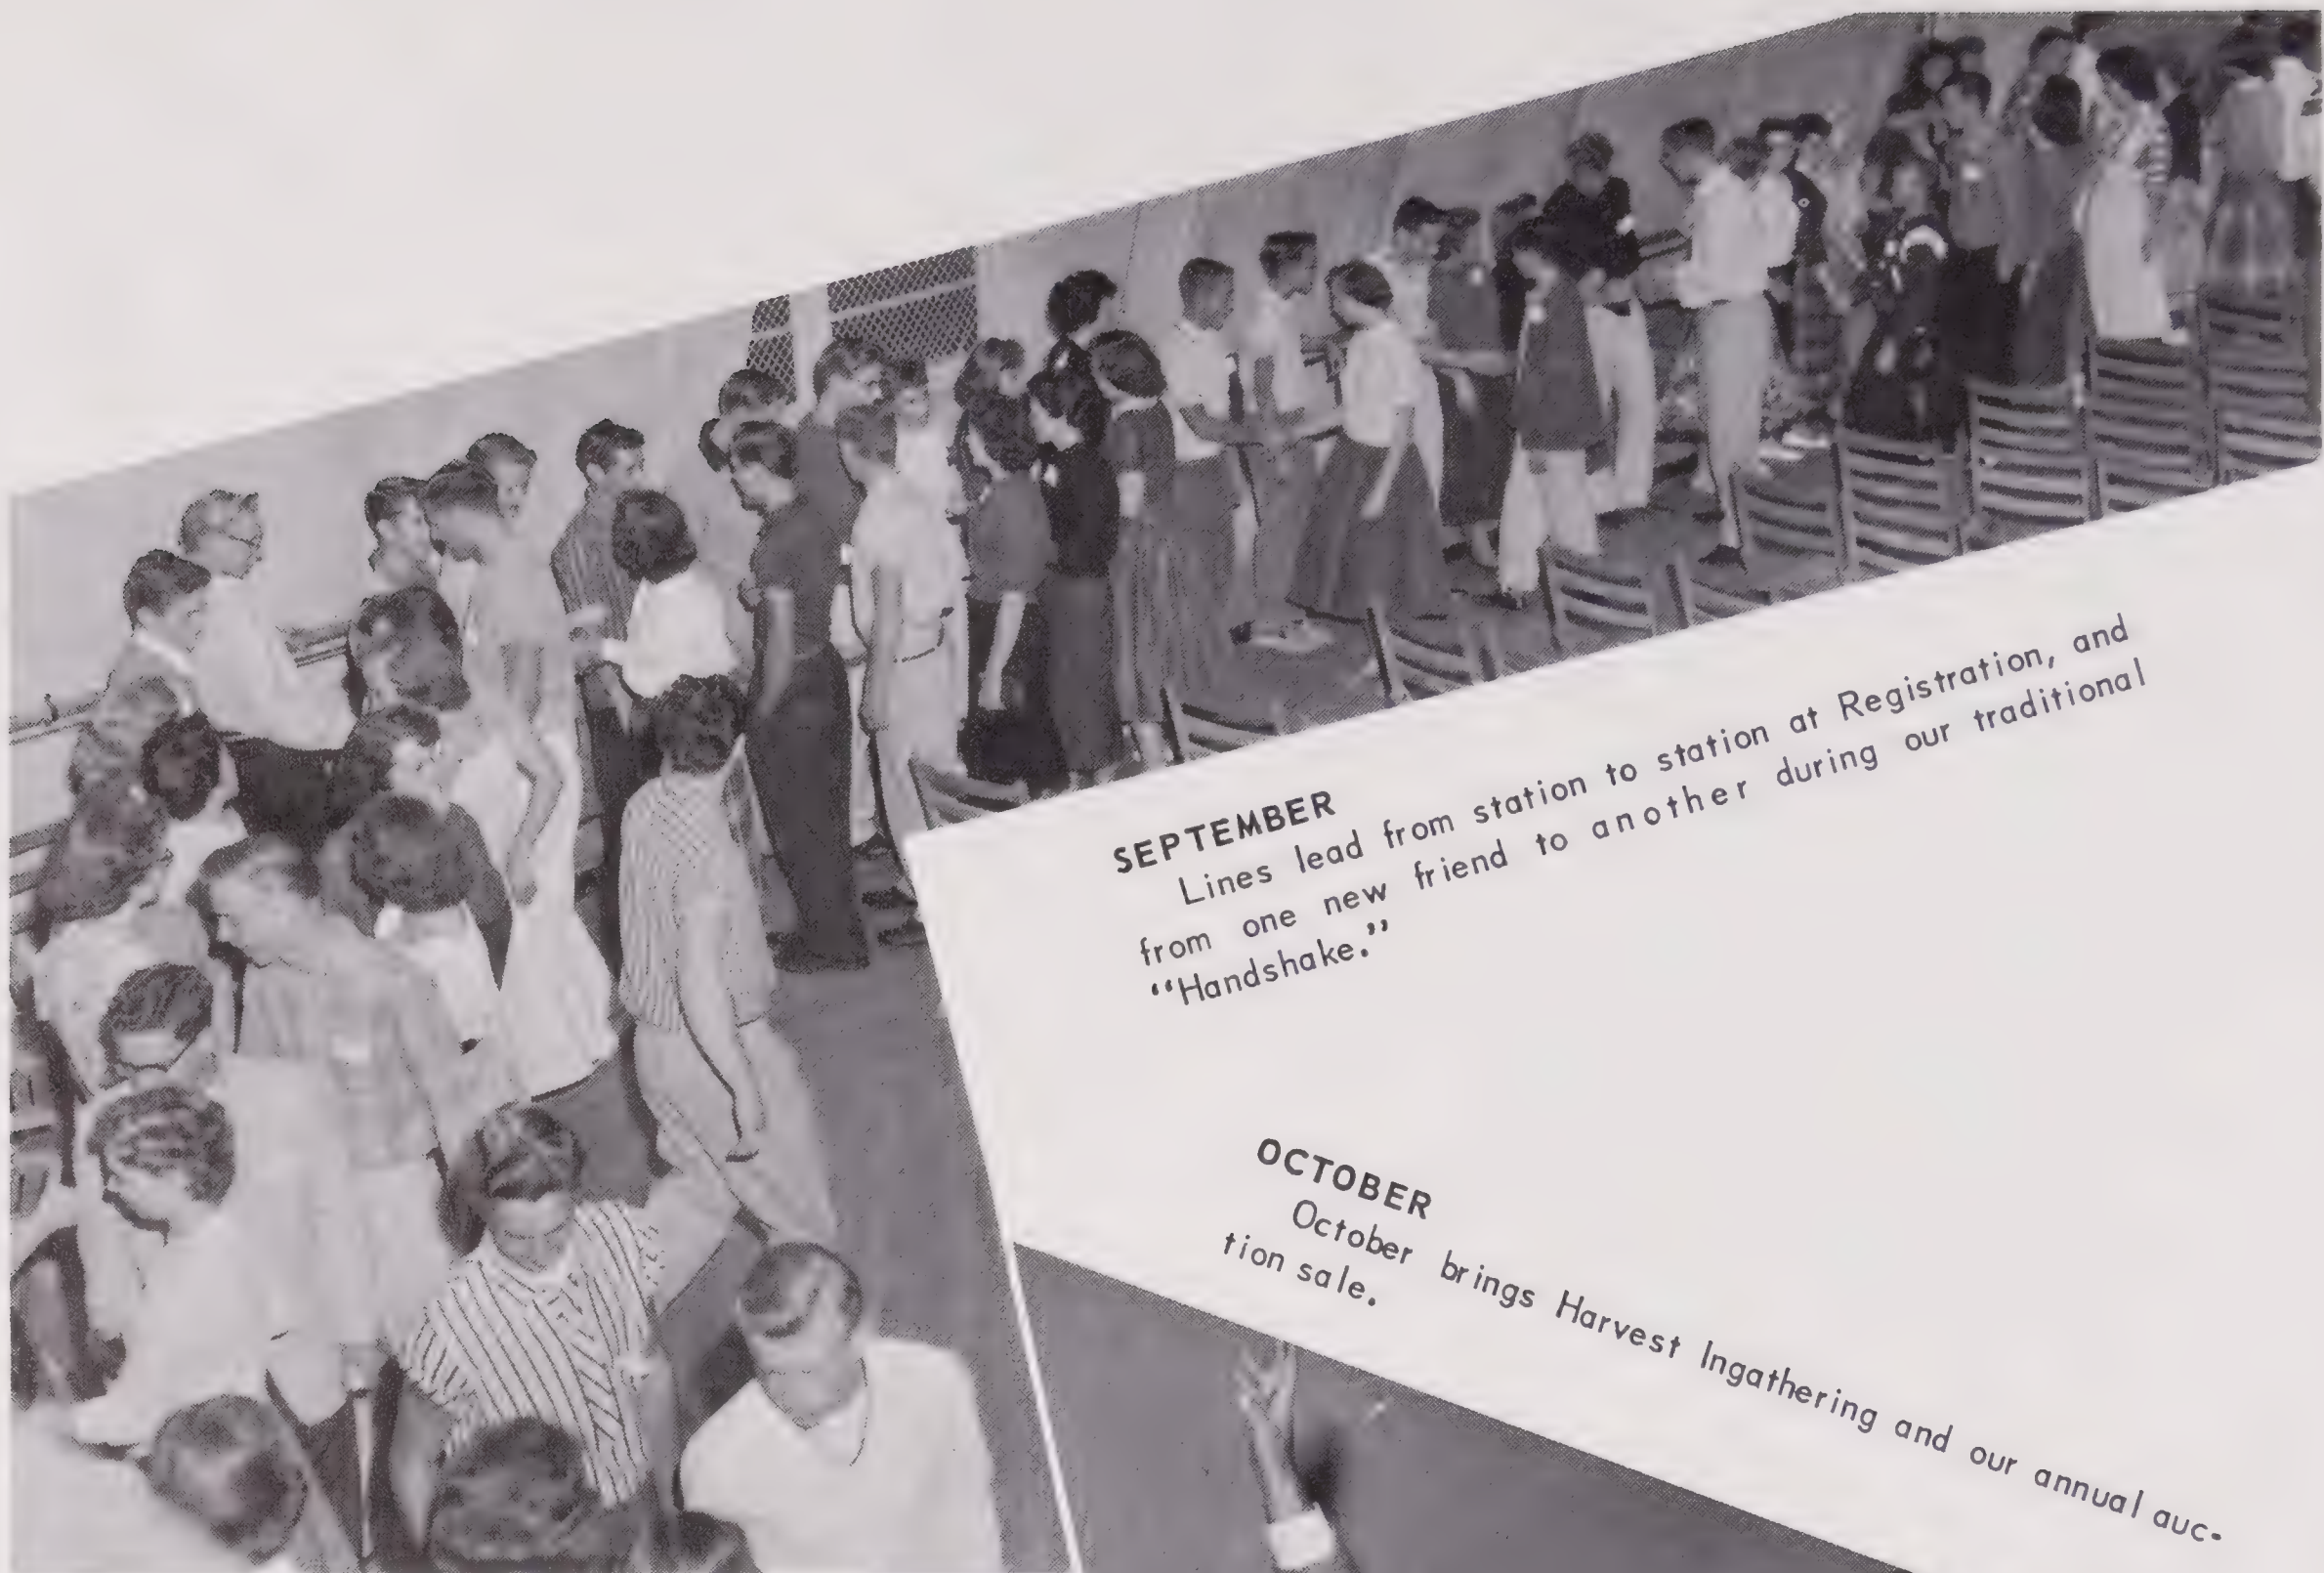 SEPTEMBER
Lines lead from station to station at Registration, and
from one new friend to another during our traditional
“Handshake.”
OCTOBER
October brings Harvest Ingathering and our annual auc-
tion sale.